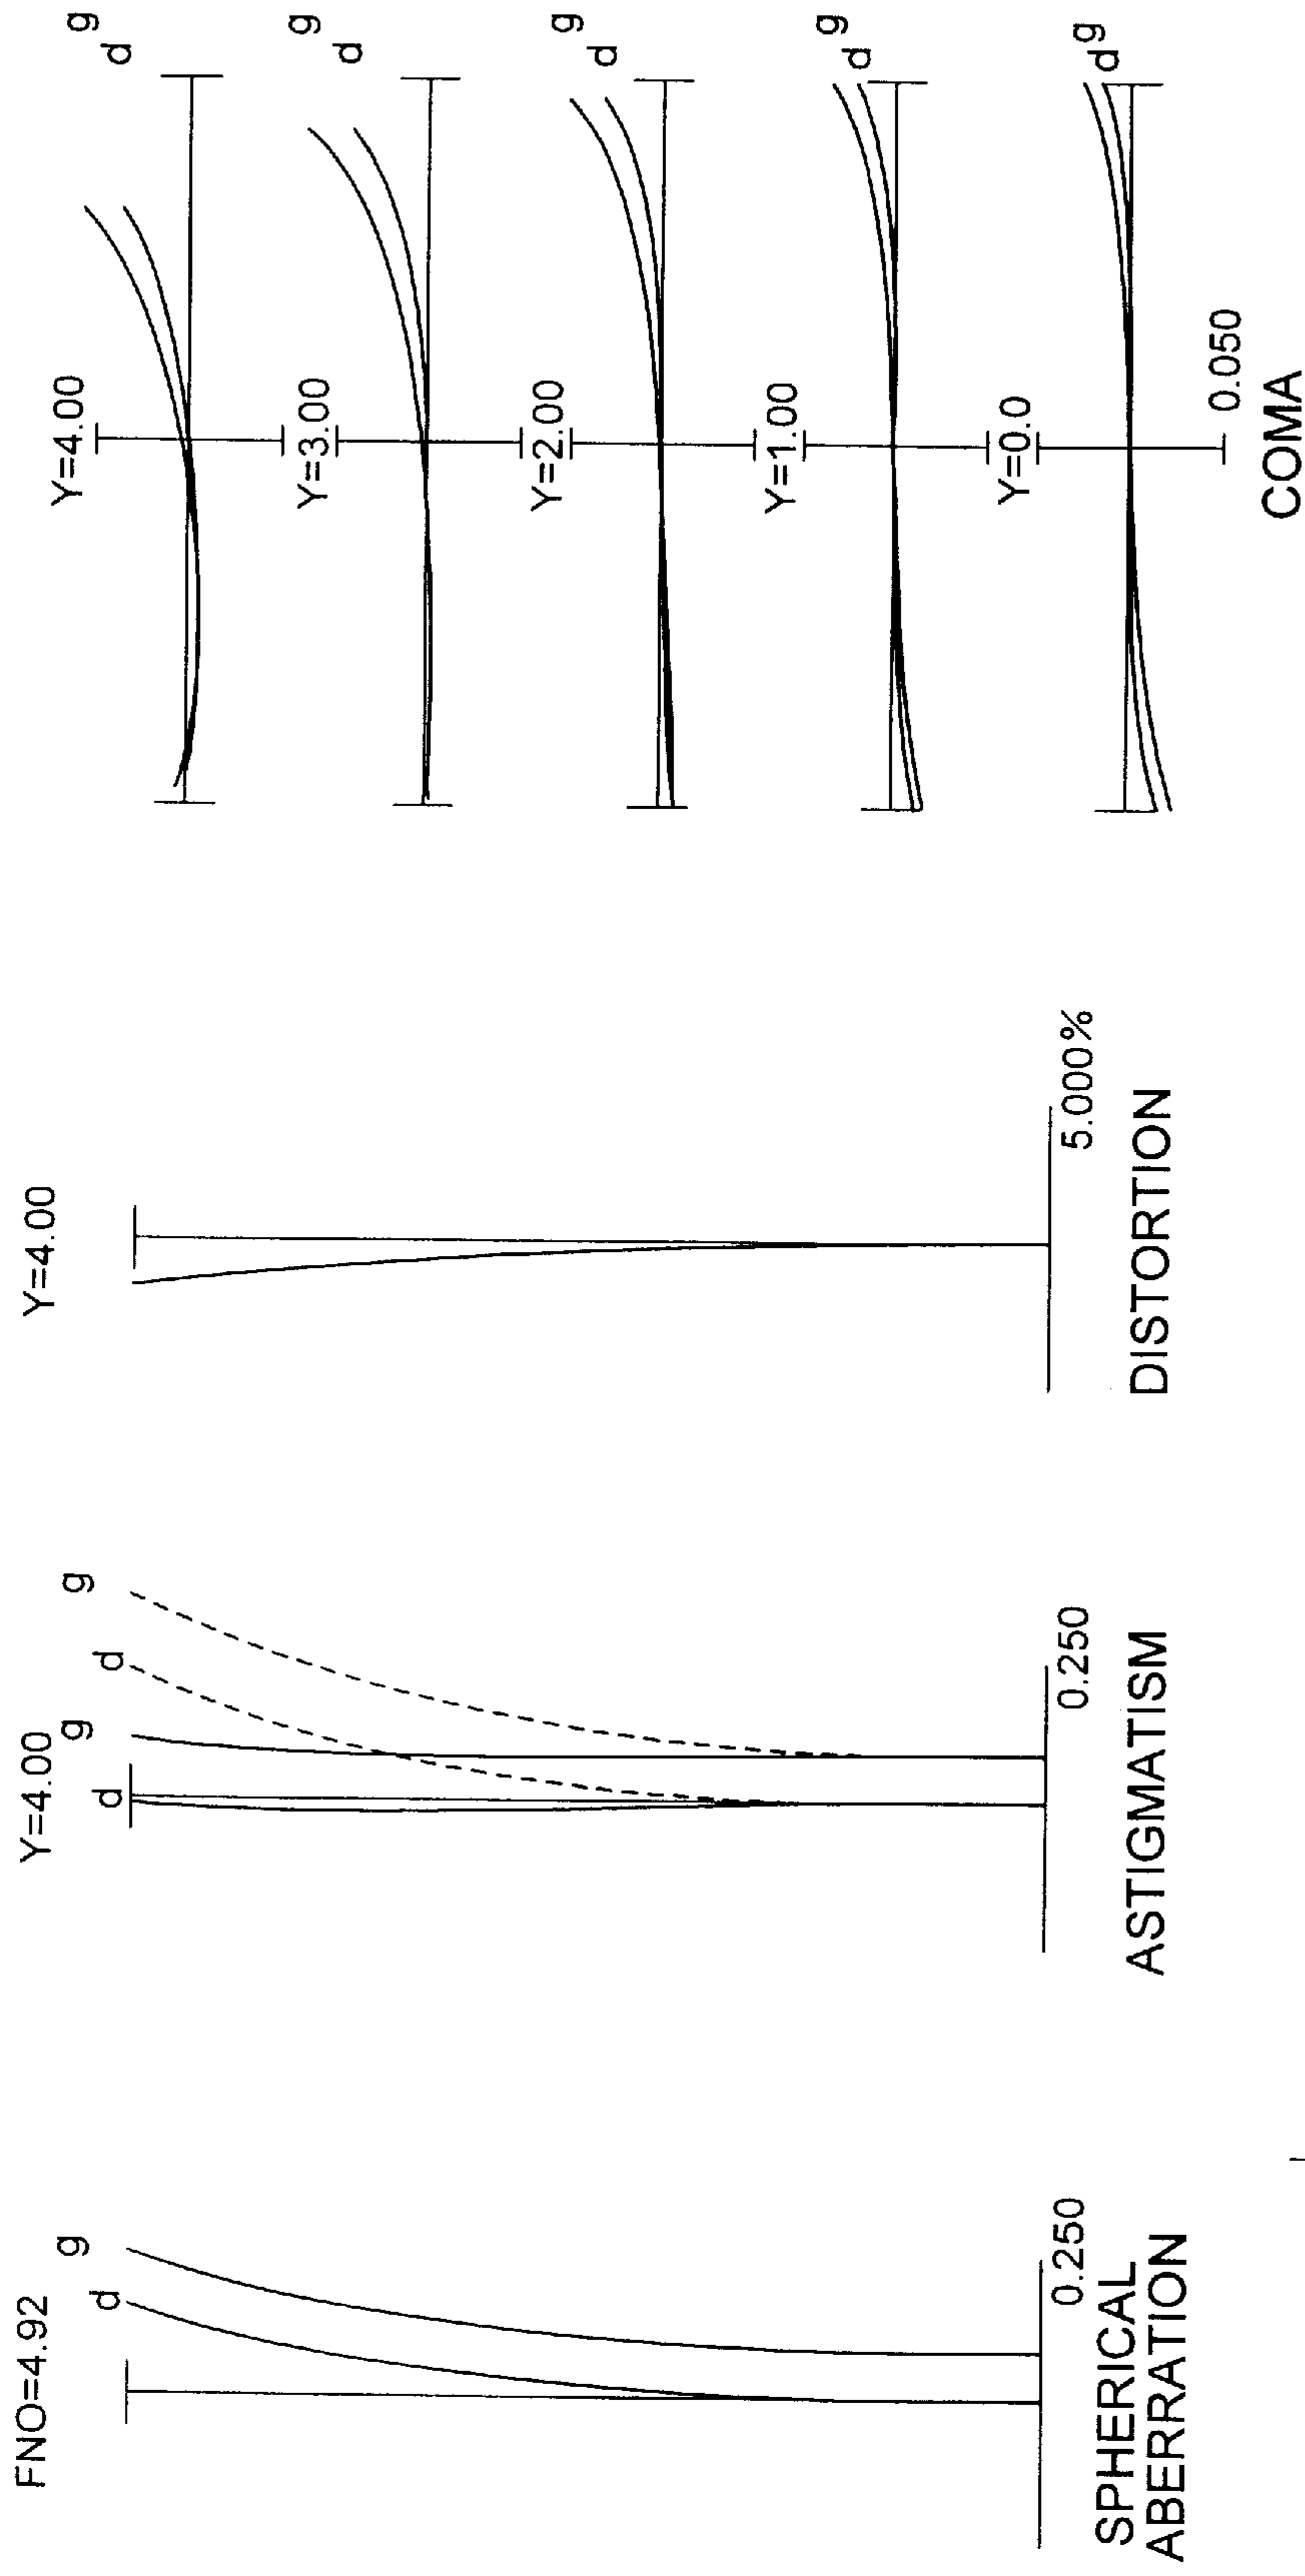 FNO=4.92
g
d
0.250
SPHERICAL
ABERRATION
Y=4.00
g
d
g
d
0.250
ASTIGMATISM
Y=4.00
5.000%
DISTORTION
Y=4.00
g
d
Y=3.00
g
d
Y=2.00
g
d
Y=1.00
g
d
Y=0.0
g
d
0.050
COMA